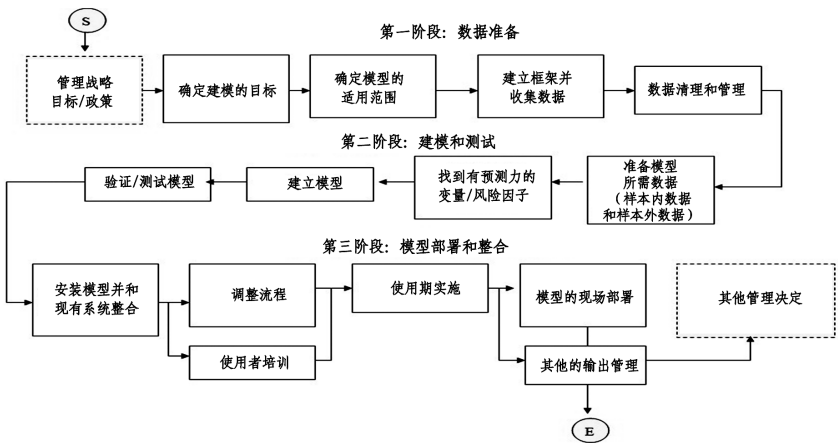 S
第一阶段：数据准备
管理战略
目标/政策
确定建模的目标
确定模型的
适用范围
建立框架并
收集数据
数据清理和管理
第二阶段：建模和测试
验证/测试模型
建立模型
找到有预测力的
变量/风险因子
准备模型
所需数据
（样本内数据
和样本外数据）
第三阶段：模型部署和整合
安装模型并和
现有系统整合
调整流程
使用者培训
使用期实施
模型的现场部署
其他的输出管理
其他管理决定
E